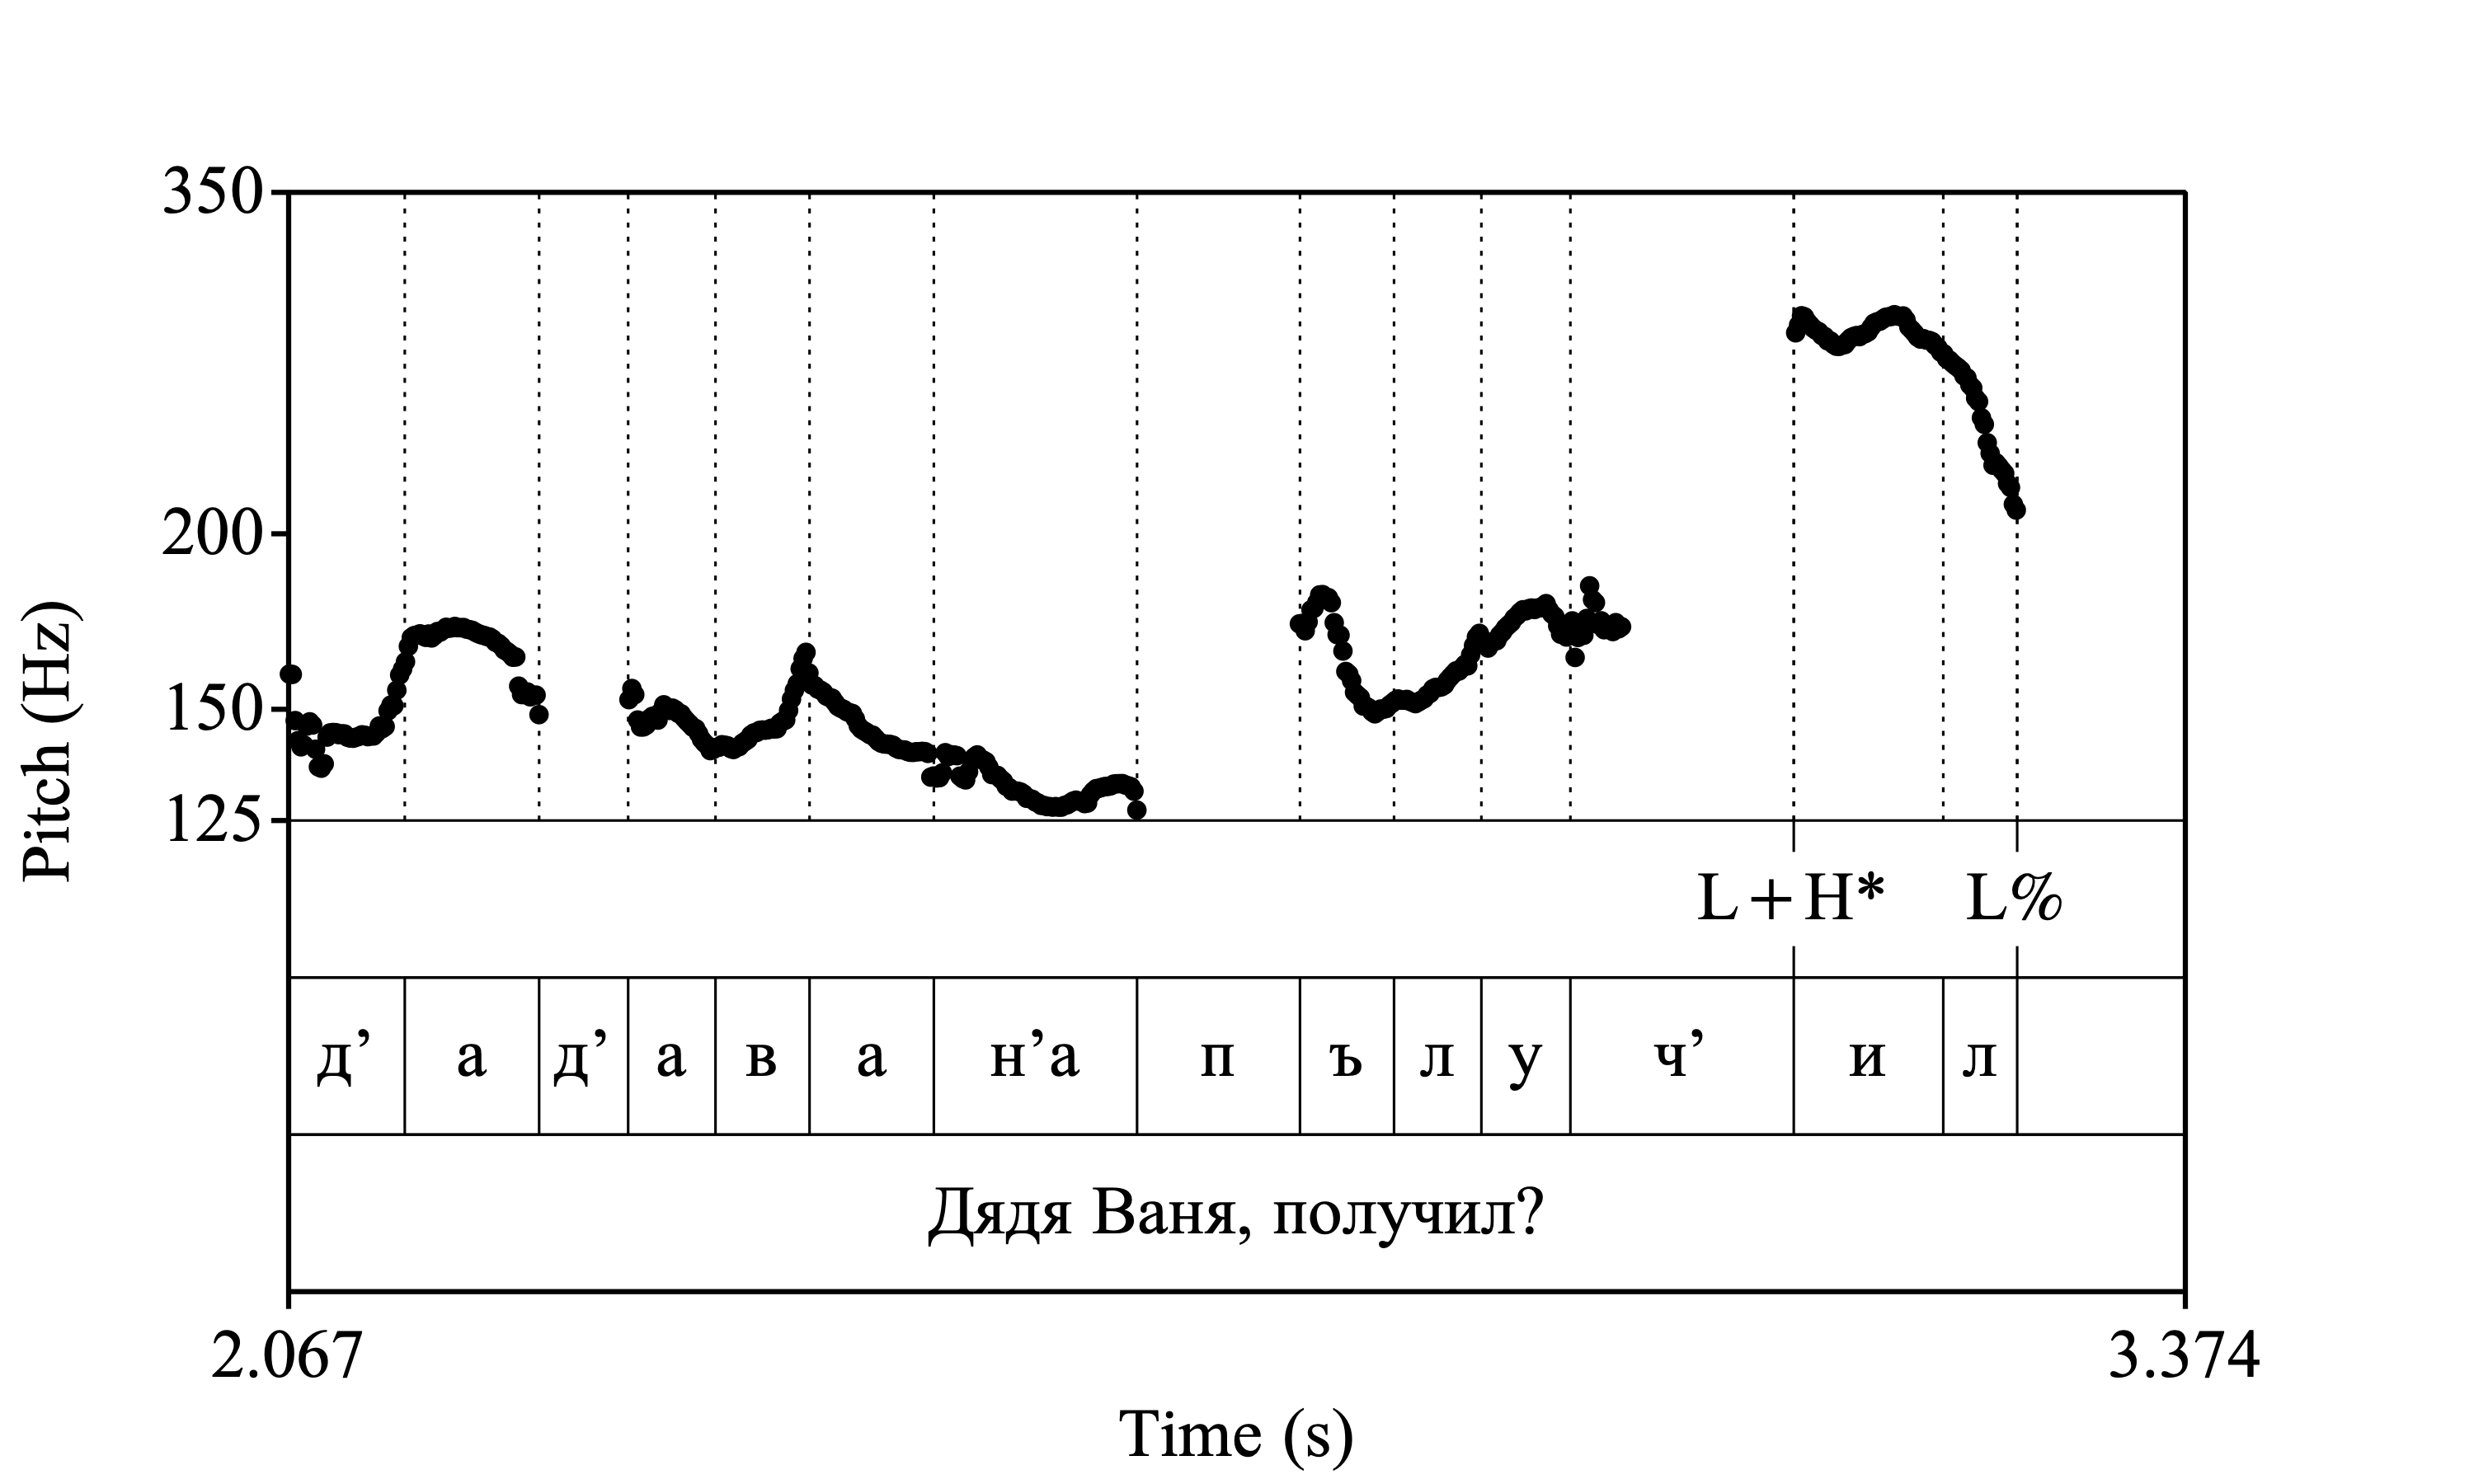 350
200
150
125
Pitch (Hz)
L+H* L%
д’ а д’ а в а н’а п ъ л у ч’ и л
Дядя Ваня, получил?
2.067 3.374
Time (s)